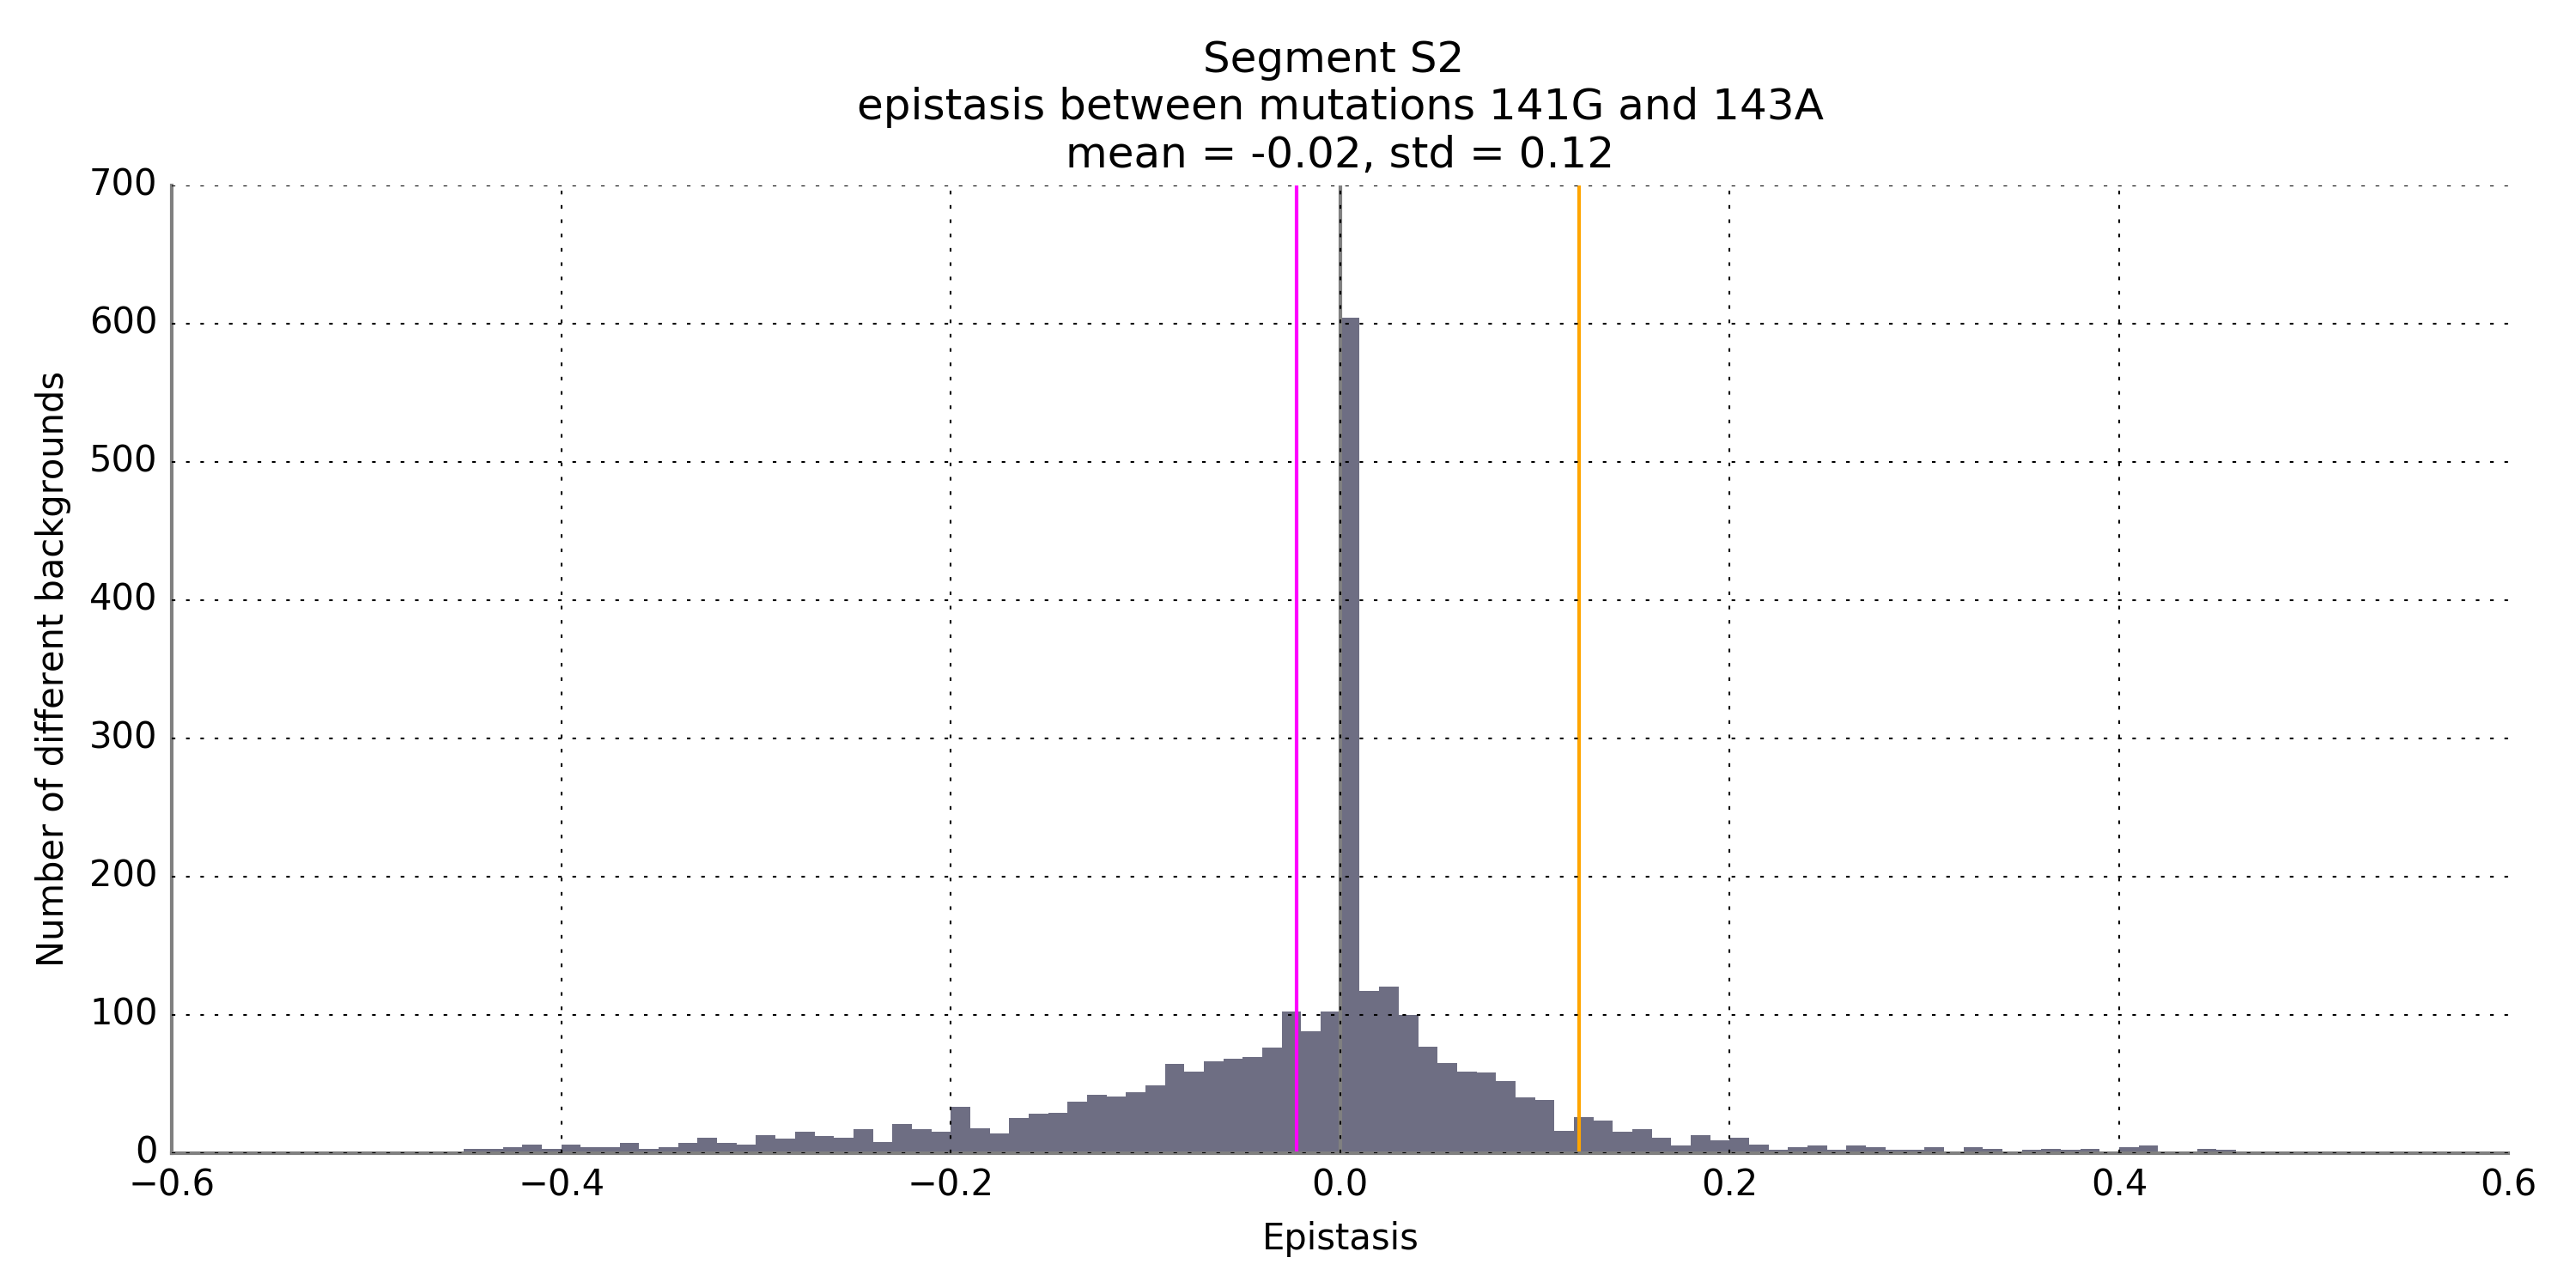 Segment S2
epistasis between mutations 141G and 143A
mean = -0.02, std = 0.12
700
600
500
400
300
200
100
0
Number of different backgrounds
−0.6 −0.4 −0.2 0.0 0.2 0.4 0.6
Epistasis